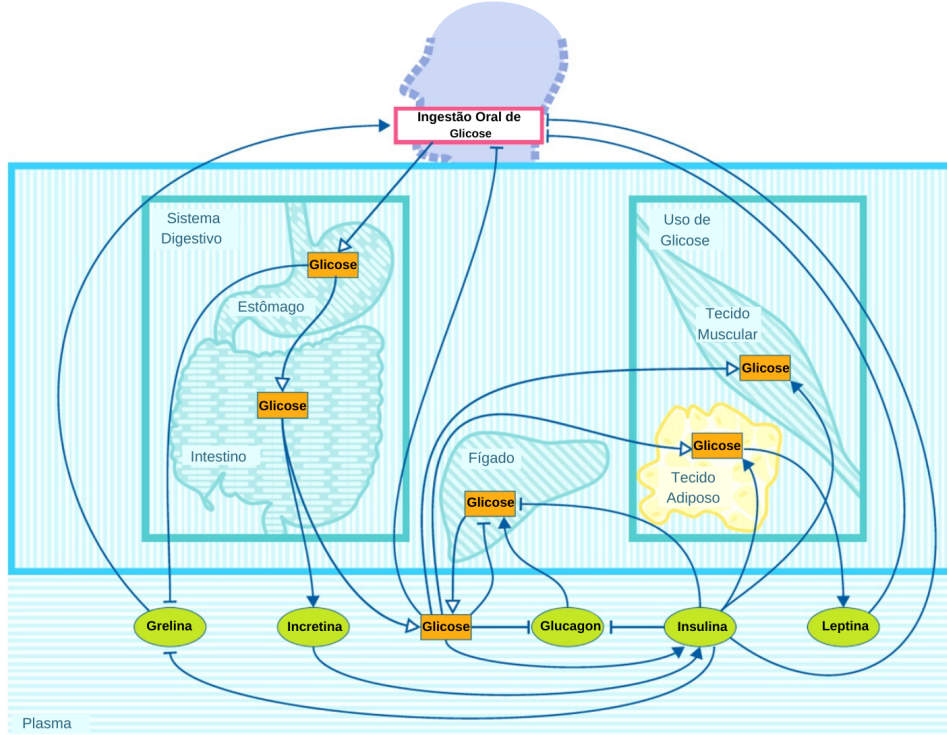 Ingestão Oral de
Glicose
Sistema
Digestivo
Uso de
Glicose
Glicose
Estômago
Tecido
Muscular
Glicose
Glicose
Glicose
Intestino
Fígado
Tecido
Adiposo
Glicose
Grelina
Incretina
Glicose
Glucagon
Insulina
Leptina
Plasma